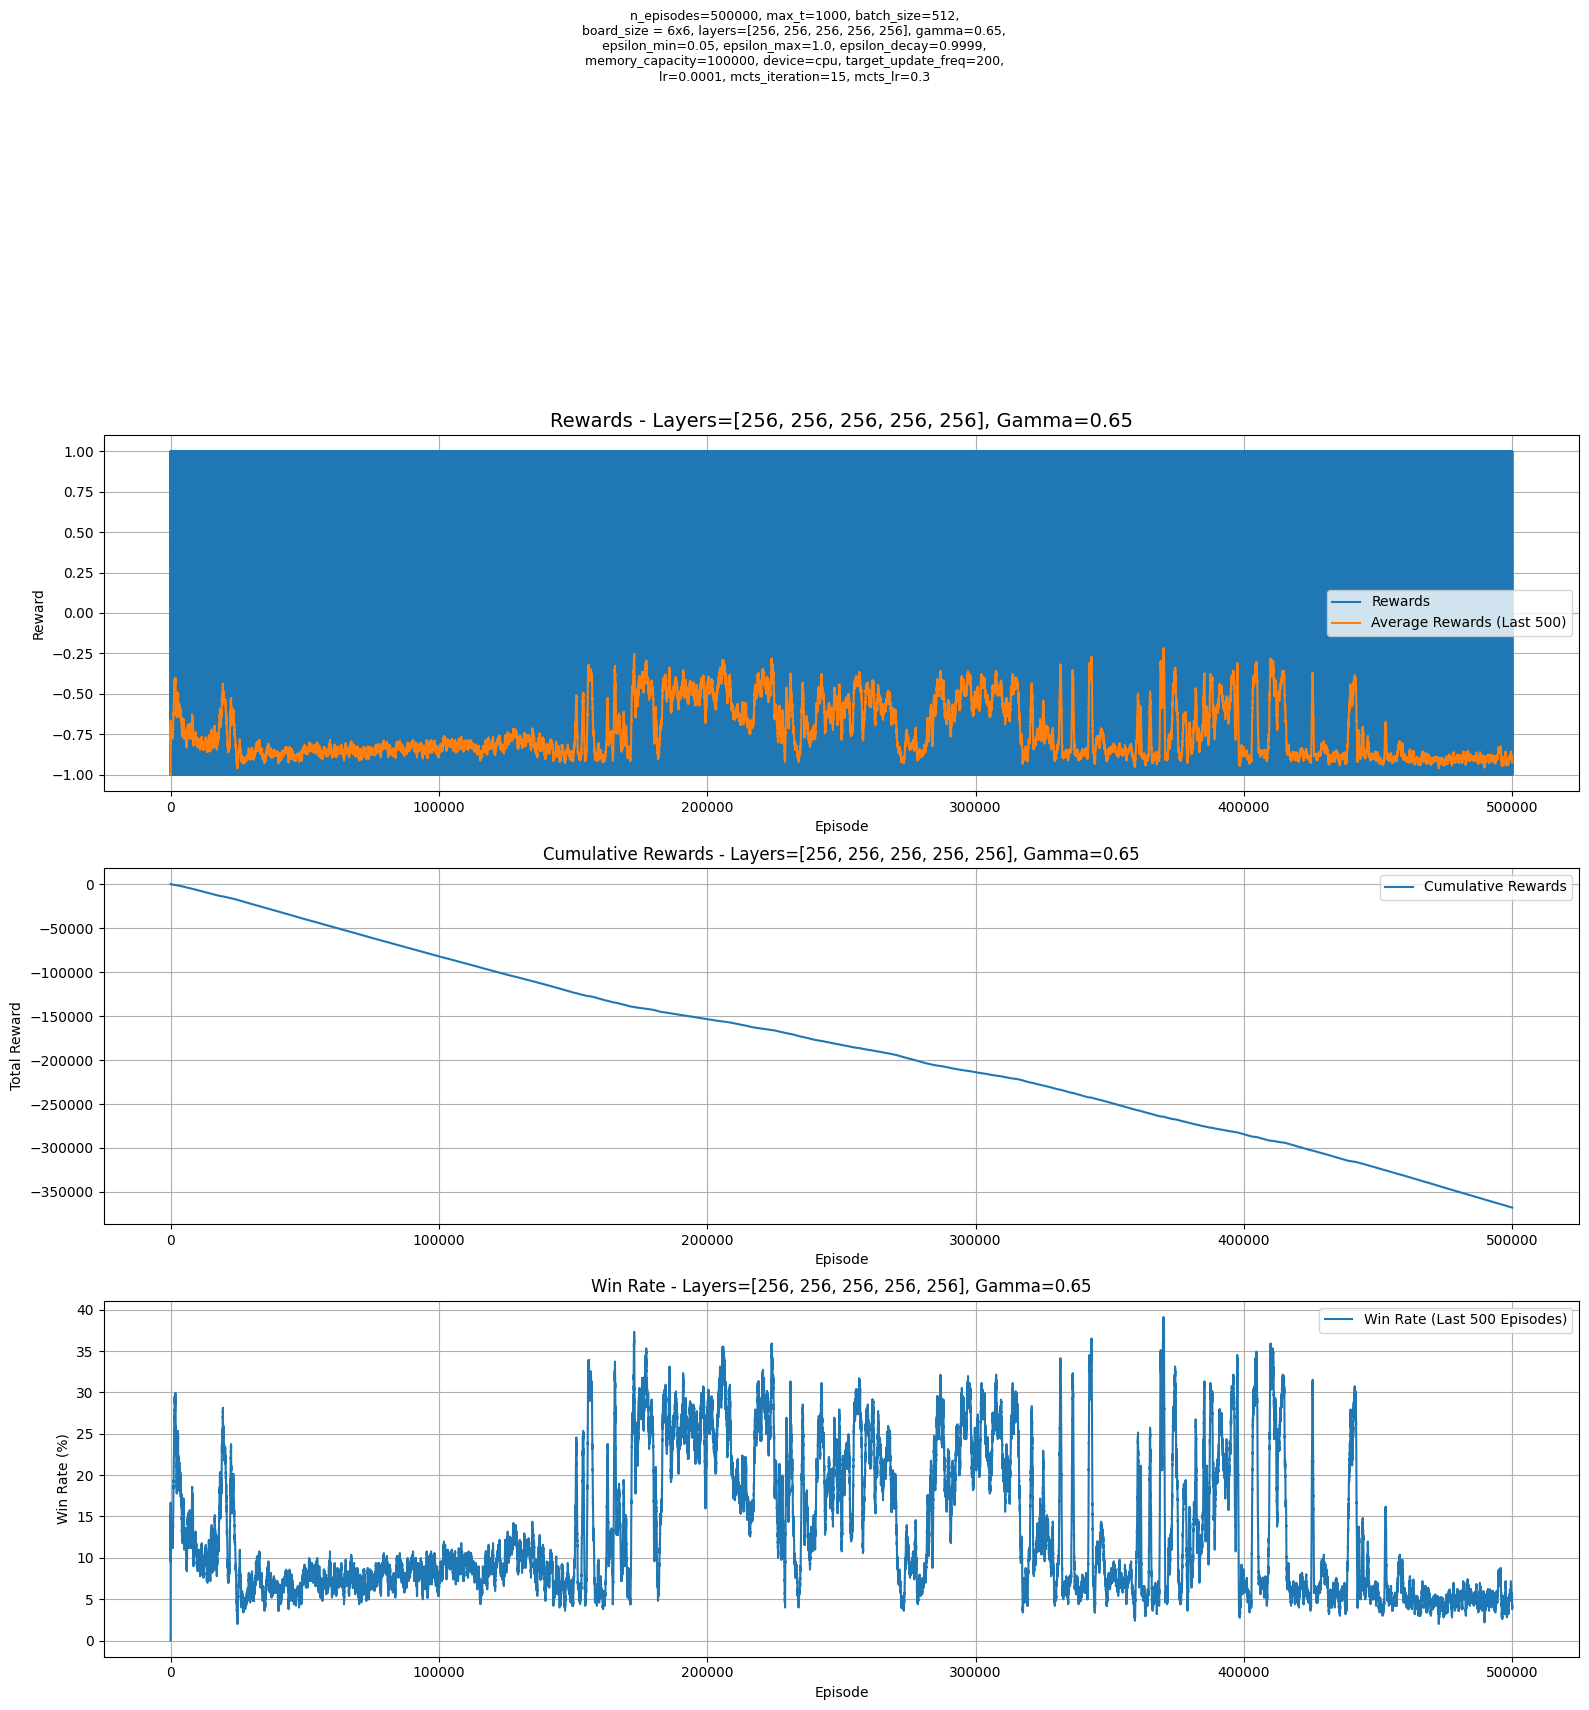 n_episodes=500000, max_t=1000, batch_size=512,
board_size = 6x6, layers=[256, 256, 256, 256, 256], gamma=0.65,
epsilon_min=0.05, epsilon_max=1.0, epsilon_decay=0.9999,
memory_capacity=100000, device=cpu, target_update_freq=200,
lr=0.0001, mcts_iteration=15, mcts_lr=0.3
Rewards - Layers=[256, 256, 256, 256, 256], Gamma=0.65
1.00
0.75
0.50
0.25
0.00
−0.25
−0.50
−0.75
−1.00
Reward
Rewards
Average Rewards (Last 500)
0 100000 200000 300000 400000 500000
Episode
Cumulative Rewards - Layers=[256, 256, 256, 256, 256], Gamma=0.65
0
−50000
−100000
−150000
−200000
−250000
−300000
−350000
Total Reward
Cumulative Rewards
0 100000 200000 300000 400000 500000
Episode
Win Rate - Layers=[256, 256, 256, 256, 256], Gamma=0.65
40
35
30
25
20
15
10
5
0
Win Rate (%)
Win Rate (Last 500 Episodes)
0 100000 200000 300000 400000 500000
Episode